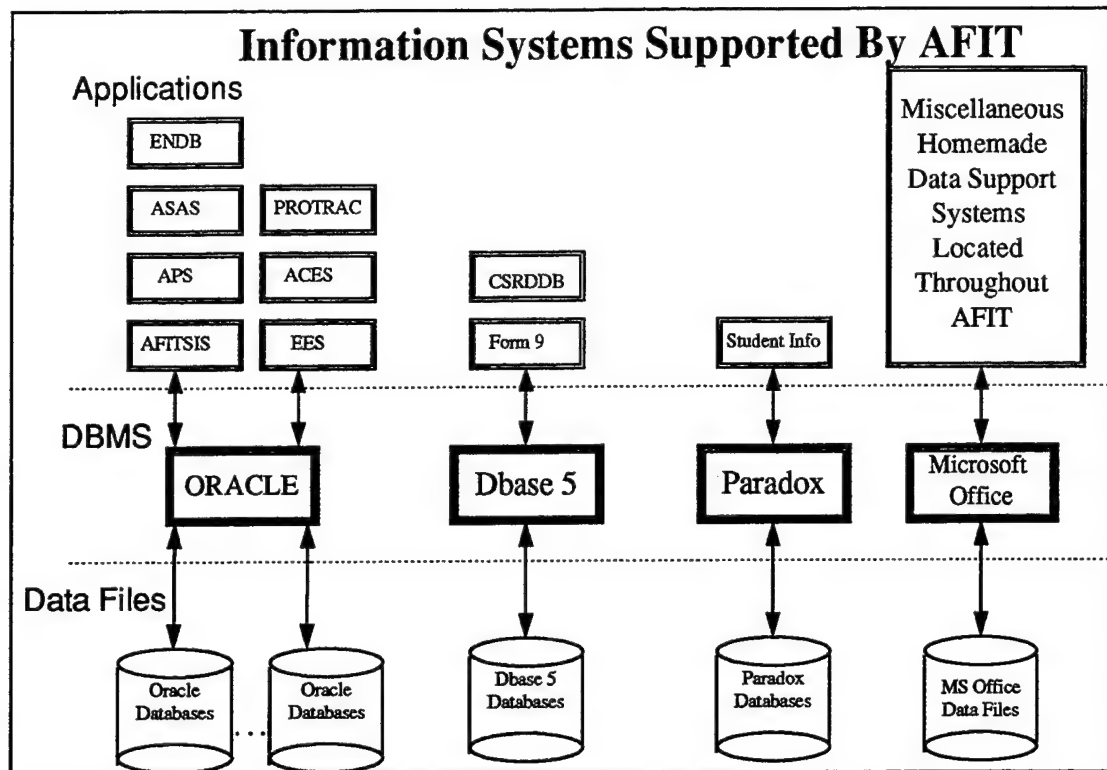 Information Systems Supported By AFIT
Applications
ENDB
ASAS
PROTRAC
APS
ACES
AFITSIS
EES
CSRDDB
Form 9
Student Info
Miscellaneous
Homemade
Data Support
Systems
Located
Throughout
AFIT
DBMS
ORACLE
Dbase 5
Paradox
Microsoft
Office
Data Files
Oracle
Databases
. . .
Oracle
Databases
Dbase 5
Databases
Paradox
Databases
MS Office
Data Files